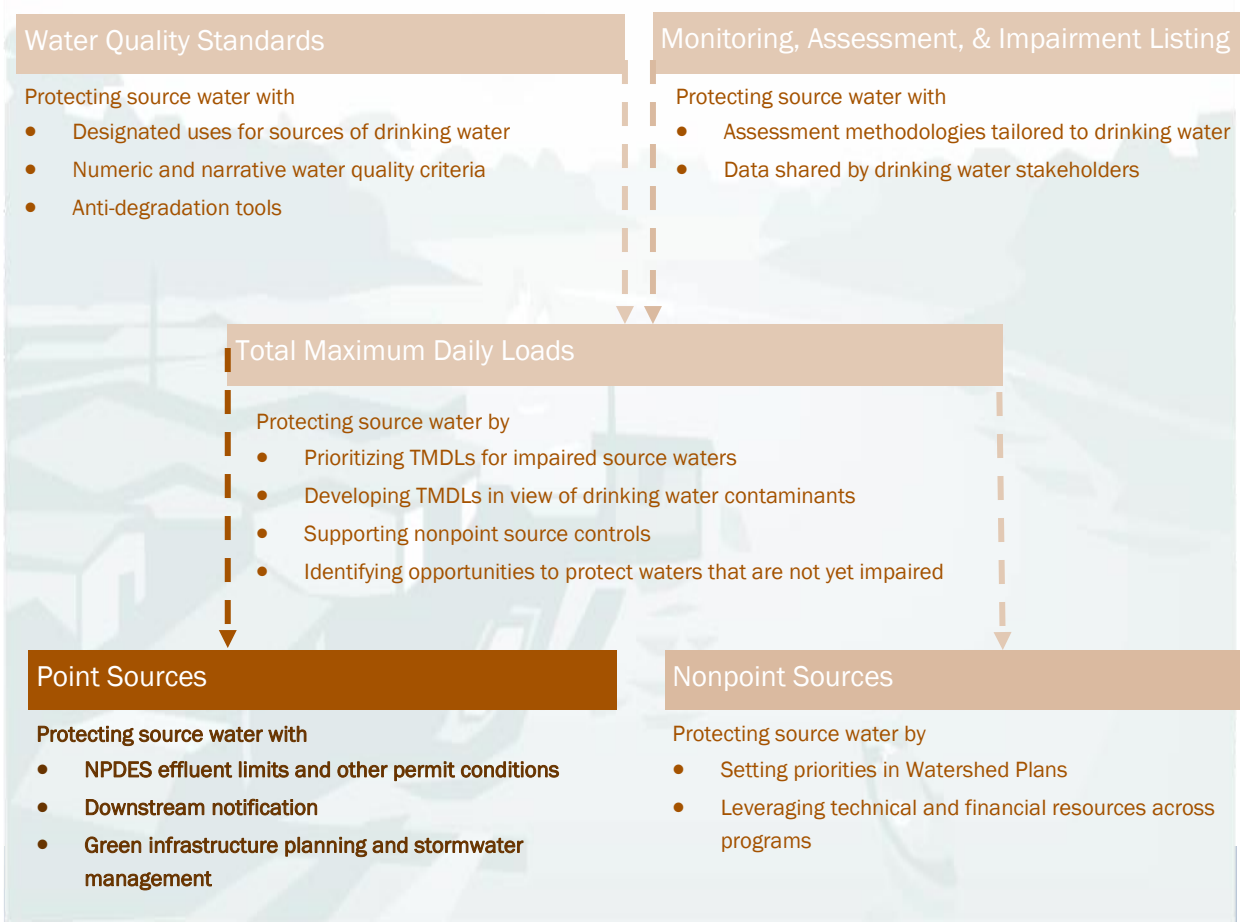 Water Quality Standards
Protecting source water with
• Designated uses for sources of drinking water
• Numeric and narrative water quality criteria
• Anti-degradation tools
Monitoring, Assessment, & Impairment Listing
Protecting source water with
• Assessment methodologies tailored to drinking water
• Data shared by drinking water stakeholders
Total Maximum Daily Loads
Protecting source water by
• Prioritizing TMDLs for impaired source waters
• Developing TMDLs in view of drinking water contaminants
• Supporting nonpoint source controls
• Identifying opportunities to protect waters that are not yet impaired
Point Sources
Protecting source water with
• NPDES effluent limits and other permit conditions
• Downstream notification
• Green infrastructure planning and stormwater
management
Nonpoint Sources
Protecting source water by
• Setting priorities in Watershed Plans
• Leveraging technical and financial resources across
programs